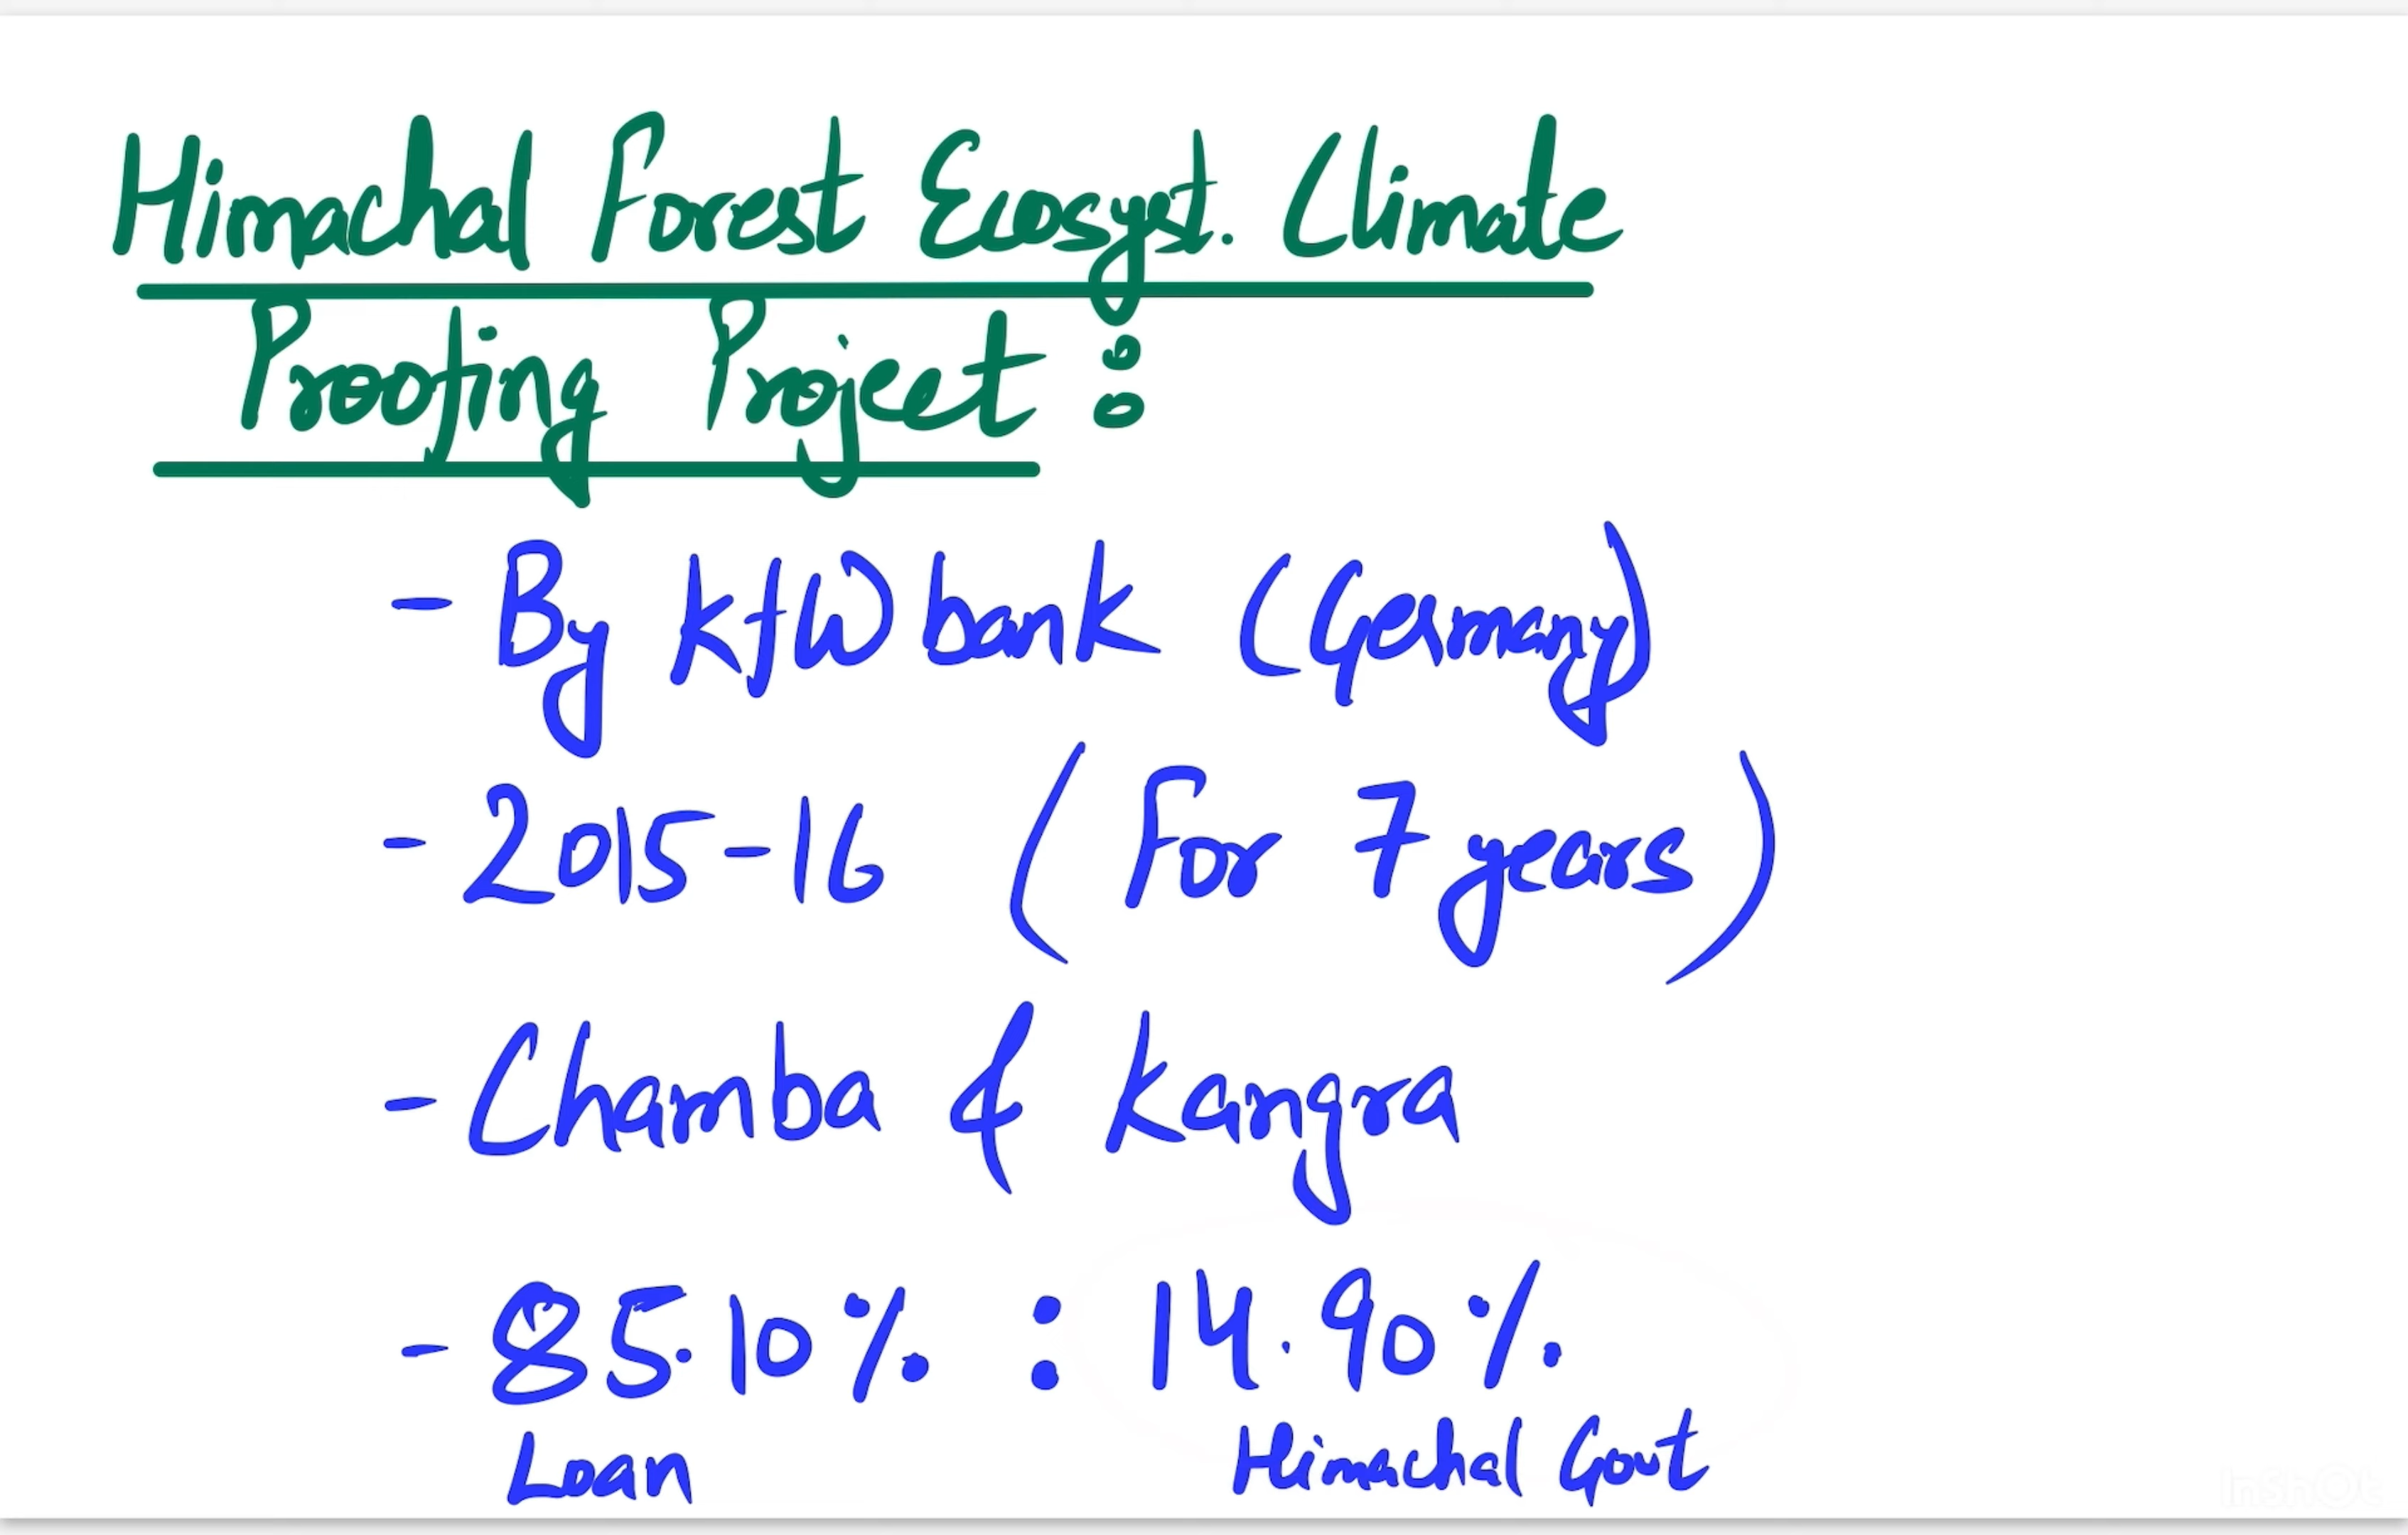 Himachal Forest Ecosyst. Climate
Proofing Project :
- By KfW bank (Germany)
- 2015-16 (For 7 years)
- Chamba & Kangra
- 85.10% : 14.90%
Loan Himachal Govt
InShOt